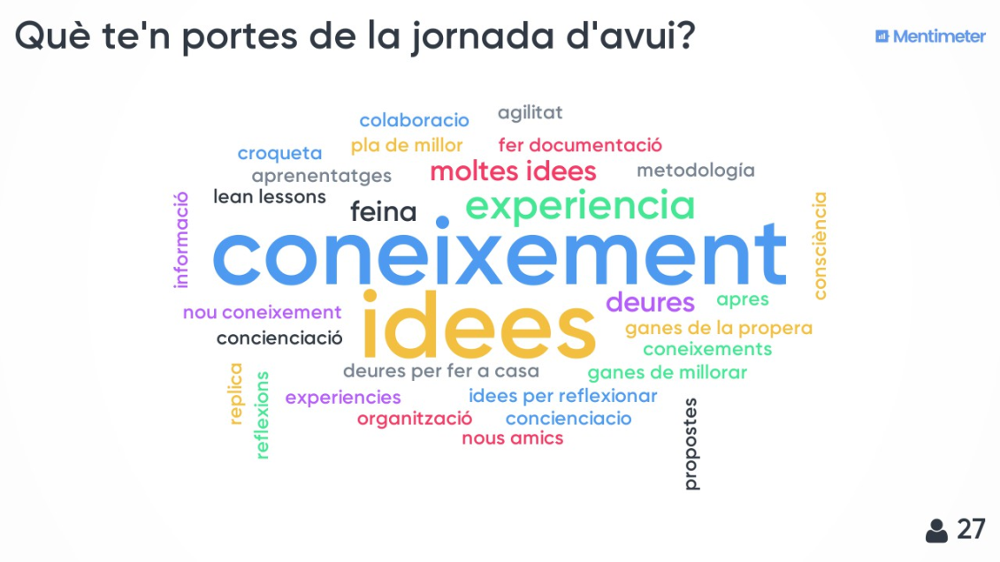 Què te'n portes de la jornada d'avui?
Mentimeter
agilitat
colaboracio
croqueta
pla de millor
fer documentació
aprenentatges
moltes idees
metodología
lean lessons
feina
experiencia
informació
coneixement
consciència
nou coneixement
idees
deures
apres
concienciació
ganes de la propera
coneixements
deures per fer a casa
ganes de millorar
replica
reflexions
experiencies
idees per reflexionar
organització
concienciacio
nous amics
propostes
27